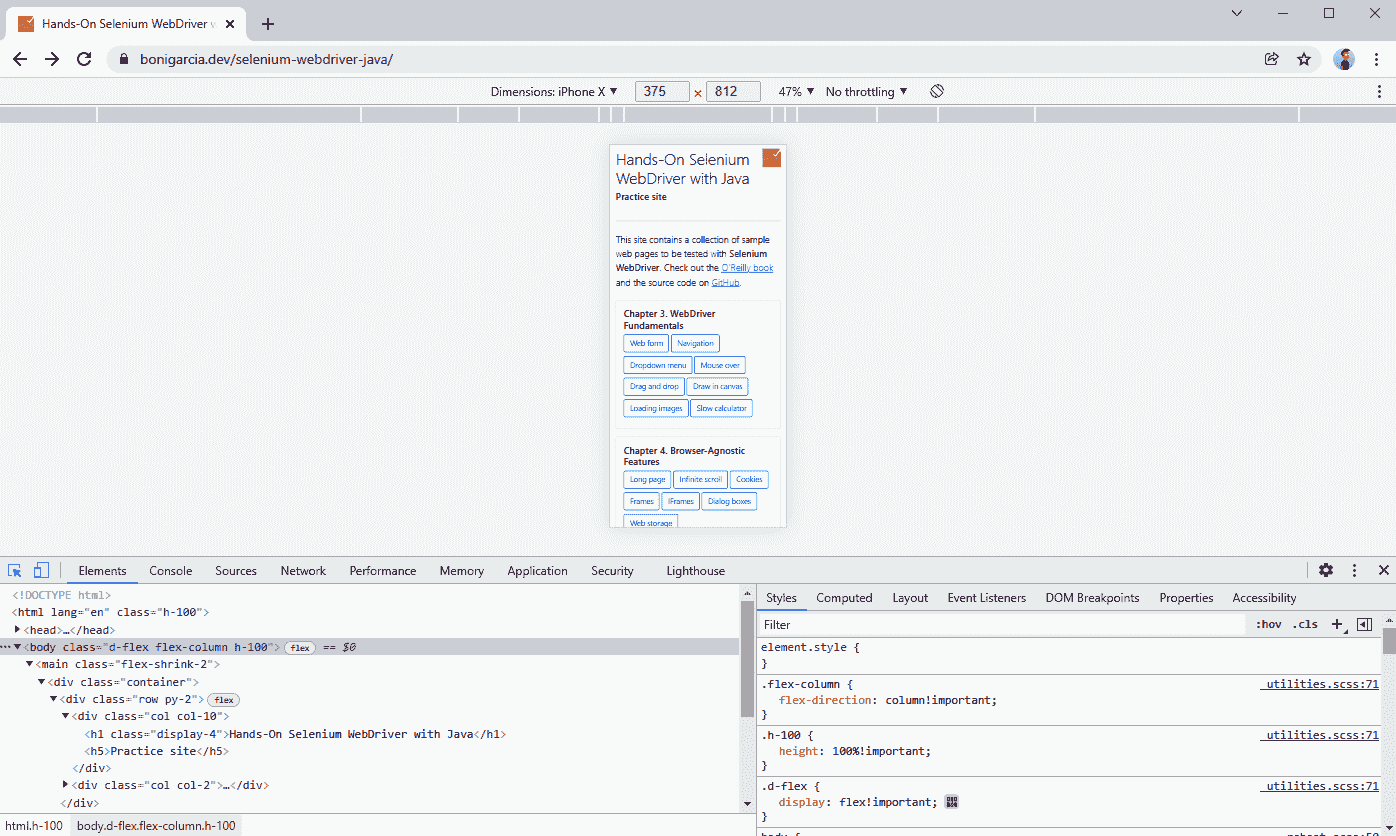 Hands-On Selenium WebDriver w
bonigarcia.dev/selenium-webdriver-java/
Dimensions: iPhone X ▼ 375 × 812 47% ▼ No throttling ▼
Hands-On Selenium
WebDriver with Java
Practice site
This site contains a collection of sample
web pages to be tested with Selenium
WebDriver. Check out the O'Reilly book
and the source code on GitHub.
Chapter 3. WebDriver
Fundamentals
Web form Navigation
Dropdown menu Mouse over
Drag and drop Draw in canvas
Loading images Slow calculator
Chapter 4. Browser-Agnostic
Features
Long page Infinite scroll Cookies
Frames IFrames Dialog boxes
Web storage
Elements Console Sources Network Performance Memory Application Security Lighthouse
<!DOCTYPE html>
<html lang="en" class="h-100">
▶<head>…</head>
···▼<body class="d-flex flex-column h-100"> flex == $0
▼<main class="flex-shrink-2">
▼<div class="container">
▼<div class="row py-2"> flex
▼<div class="col col-10">
<h1 class="display-4">Hands-On Selenium WebDriver with Java</h1>
<h5>Practice site</h5>
</div>
▶<div class="col col-2">…</div>
</div>
html.h-100 body.d-flex.flex-column.h-100
Styles Computed Layout Event Listeners DOM Breakpoints Properties Accessibility
Filter :hov .cls +
element.style {
}
.flex-column { _utilities.scss:71
flex-direction: column!important;
}
.h-100 { _utilities.scss:71
height: 100%!important;
}
.d-flex { _utilities.scss:71
display: flex!important;
}
body {